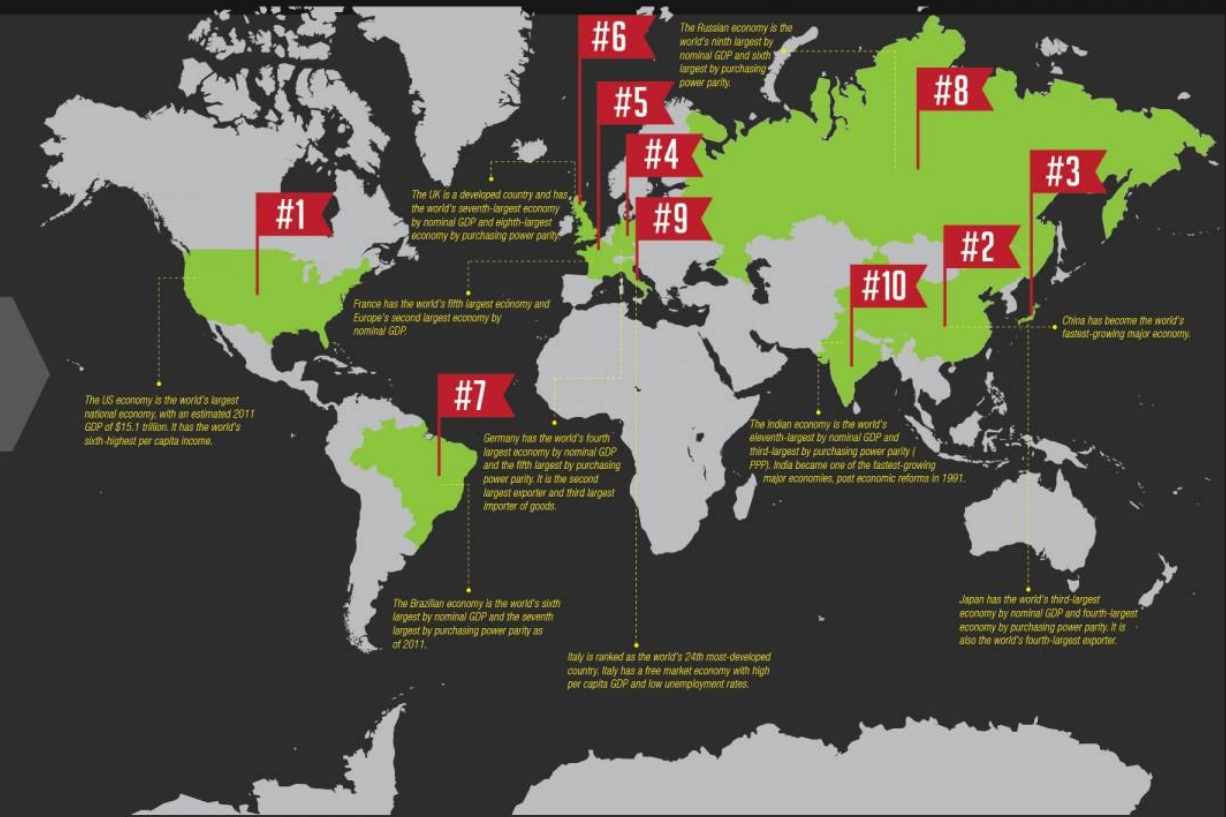 #6
The Russian economy is the
world's ninth largest by
nominal GDP and sixth
largest by purchasing
power parity.
#8
#5
#4
#3
The UK is a developed country and has
the world's seventh-largest economy
by nominal GDP and eighth-largest
economy by purchasing power parity.
#1
#9
#2
#10
France has the world's fifth largest economy and
Europe's second largest economy by
nominal GDP.
China has become the world's
fastest-growing major economy.
The US economy is the world's largest
national economy, with an estimated 2011
GDP of $15.1 trillion. It has the world's
sixth-highest per capita income.
#7
Germany has the world's fourth
largest economy by nominal GDP
and the fifth largest by purchasing
power parity. It is the second
largest exporter and third largest
importer of goods.
The Indian economy is the world's
eleventh-largest by nominal GDP and
third-largest by purchasing power parity (
PPP). India became one of the fastest-growing
major economies, post economic reforms in 1991.
The Brazilian economy is the world's sixth
largest by nominal GDP and the seventh
largest by purchasing power parity as
of 2011.
Japan has the world's third-largest
economy by nominal GDP and fourth-largest
economy by purchasing power parity. It is
also the world's fourth-largest exporter.
Italy is ranked as the world's 24th most-developed
country. Italy has a free market economy with high
per capita GDP and low unemployment rates.